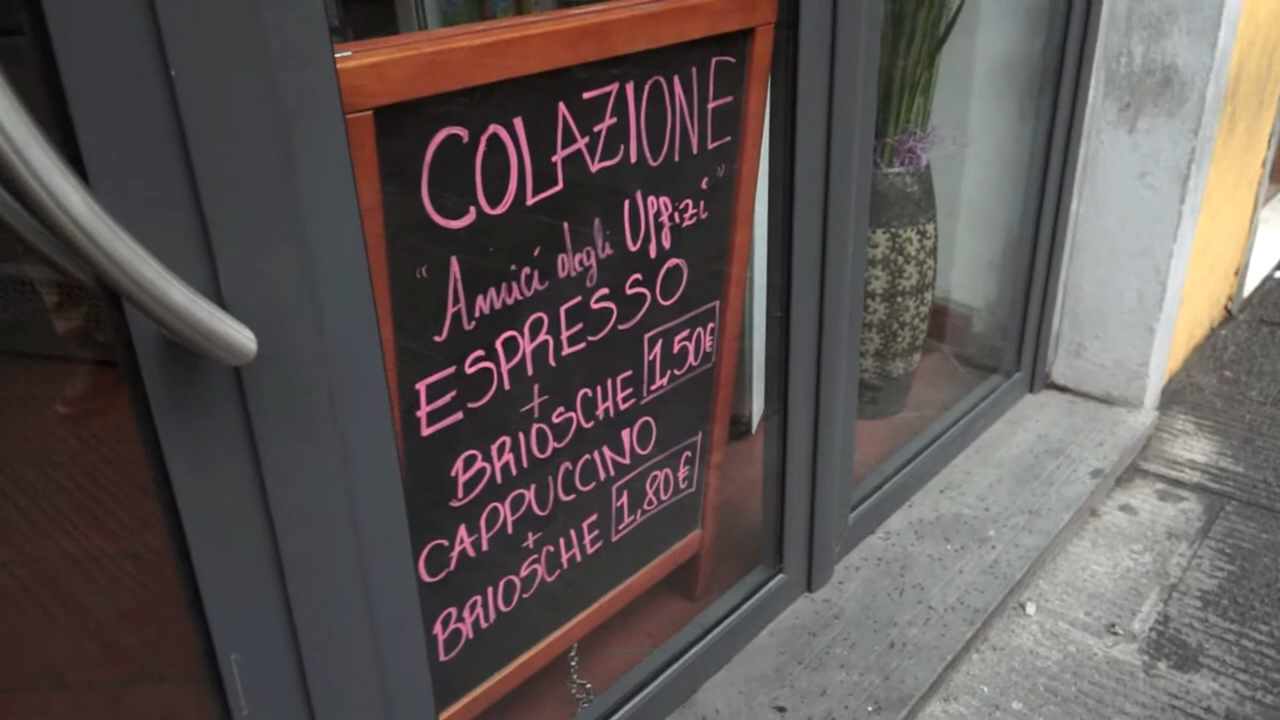 COLAZIONE
"Amici degli Uffizi"
ESPRESSO
+
BRIOSCHE 1,50€
CAPPUCCINO
+
BRIOSCHE 1,80€